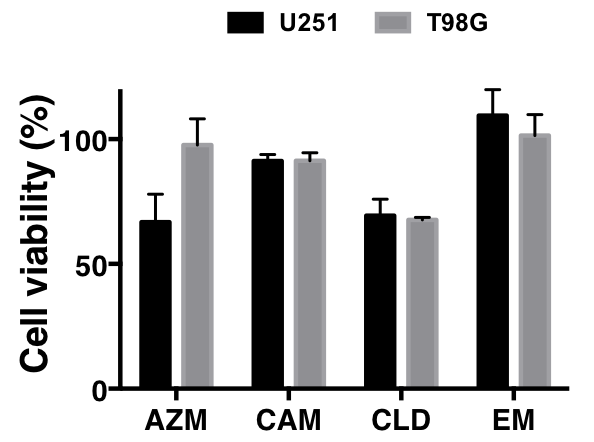 U251 T98G
Cell viability (%)
100
50
0
AZM CAM CLD EM